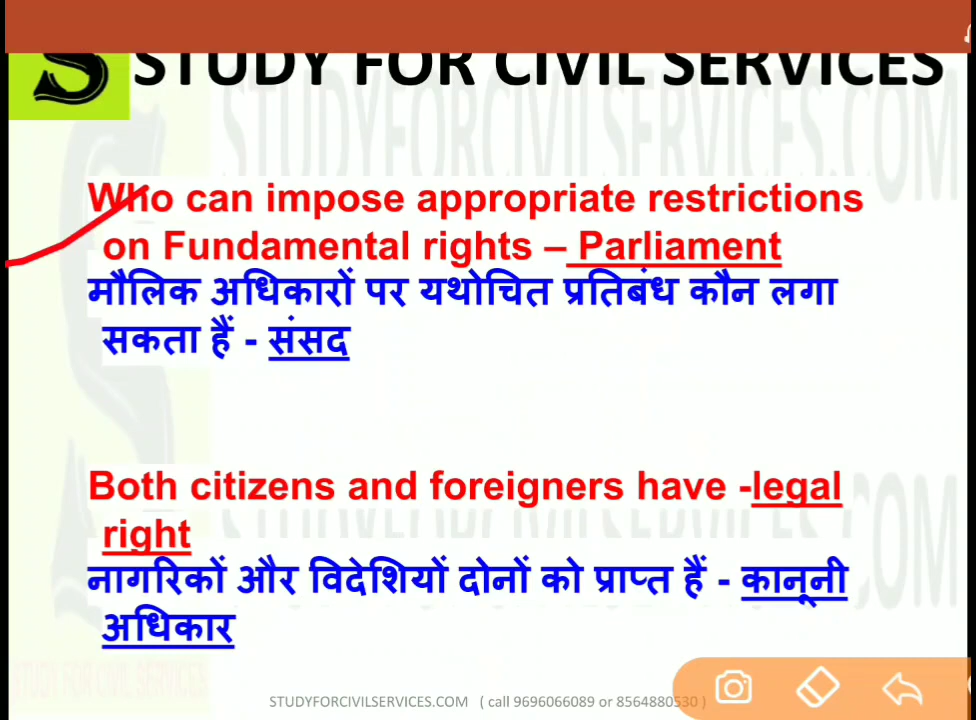 STUDY FOR CIVIL SERVICES
Who can impose appropriate restrictions
on Fundamental rights – Parliament
मौलिक अधिकारों पर यथोचित प्रतिबंध कौन लगा
सकता हैं - संसद
Both citizens and foreigners have -legal
right
नागरिकों और विदेशियों दोनों को प्राप्त हैं - कानूनी
अधिकार
STUDYFORCIVILSERVICES.COM ( call 9696066089 or 8564880530 )